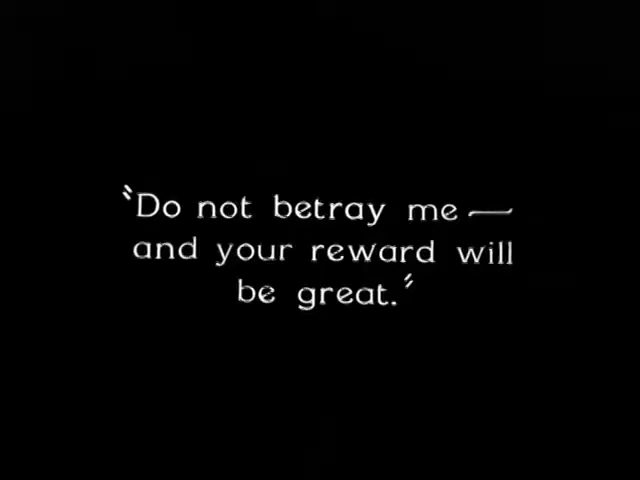 "Do not betray me —
and your reward will
be great."